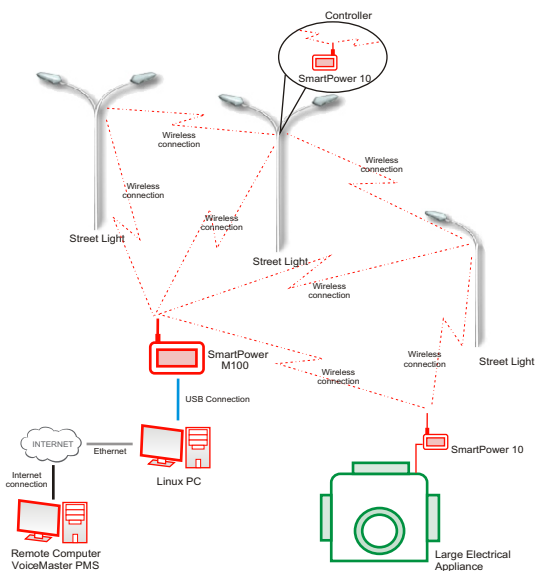 Controller
SmartPower 10
Wireless
connection
Wireless
connection
Wireless
connection
Wireless
connection
Street Light
Street Light
Wireless
connection
SmartPower
M100
Wireless
connection
Wireless
connection
Street Light
USB Connection
INTERNET
Ethernet
SmartPower 10
Internet
connection
Linux PC
Remote Computer
VoiceMaster PMS
Large Electrical
Appliance